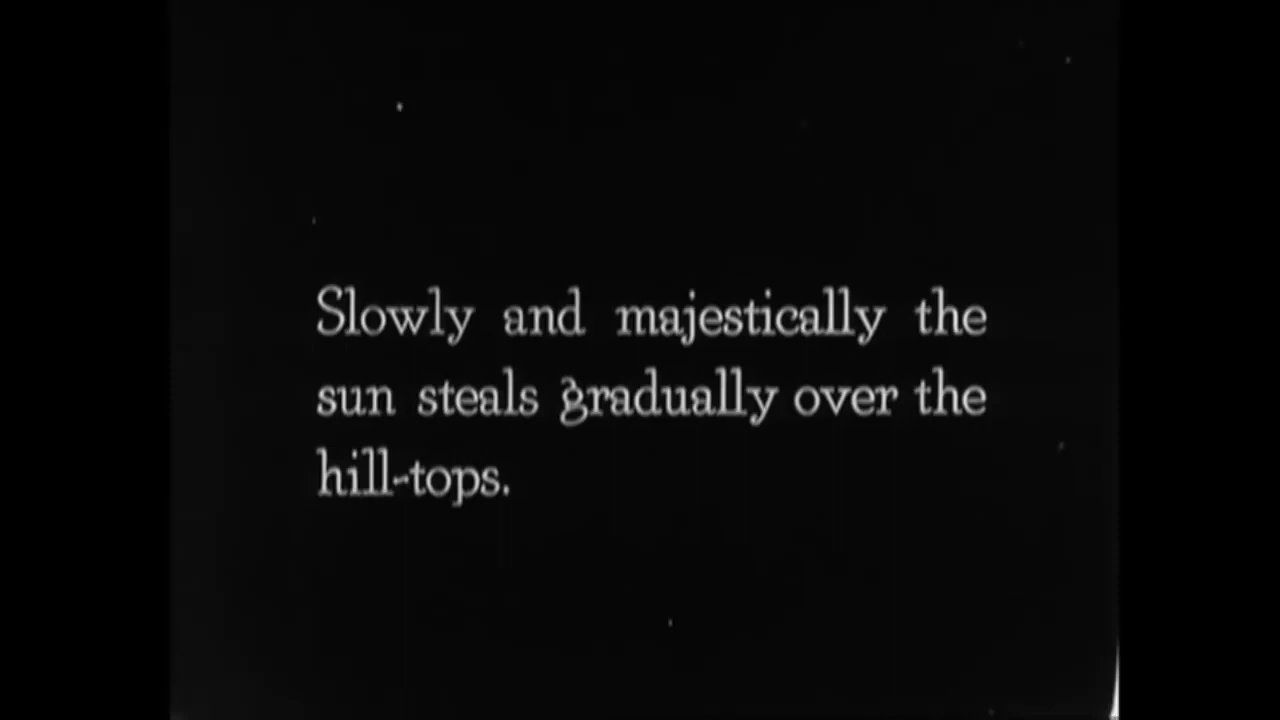 Slowly and majestically the
sun steals gradually over the
hill-tops.